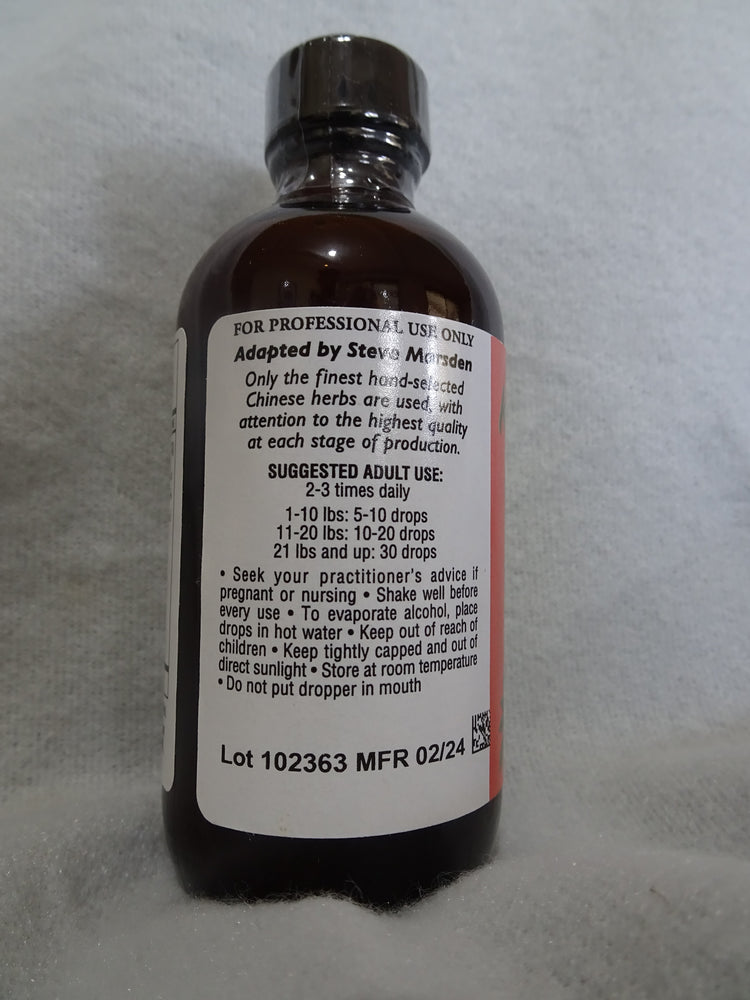 FOR PROFESSIONAL USE ONLY
Adapted by Steve Marsden
Only the finest hand-selected
Chinese herbs are used, with
attention to the highest quality
at each stage of production.
SUGGESTED ADULT USE:
2-3 times daily
1-10 lbs: 5-10 drops
11-20 lbs: 10-20 drops
21 lbs and up: 30 drops
• Seek your practitioner's advice if
pregnant or nursing • Shake well before
every use • To evaporate alcohol, place
drops in hot water • Keep out of reach of
children • Keep tightly capped and out of
direct sunlight • Store at room temperature
• Do not put dropper in mouth
Lot 102363 MFR 02/24